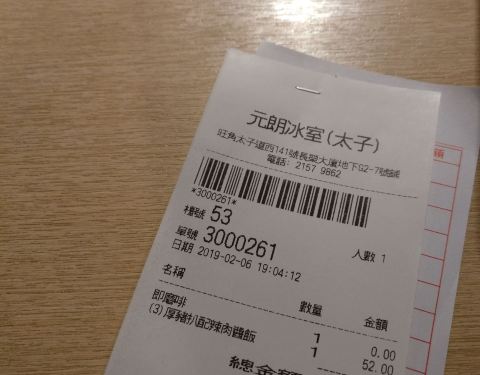 元朗冰室(太子)
旺角太子道西141號長榮大廈地下G2-7號舖
電話: 2157 9862
*3000261*
檯號 53
單號 3000261 人數 1
日期 2019-02-06 19:04:12
名稱 數量 金額
即磨啡 1 0.00
(3)厚豬扒配辣肉醬飯 1 52.00
總金額
額